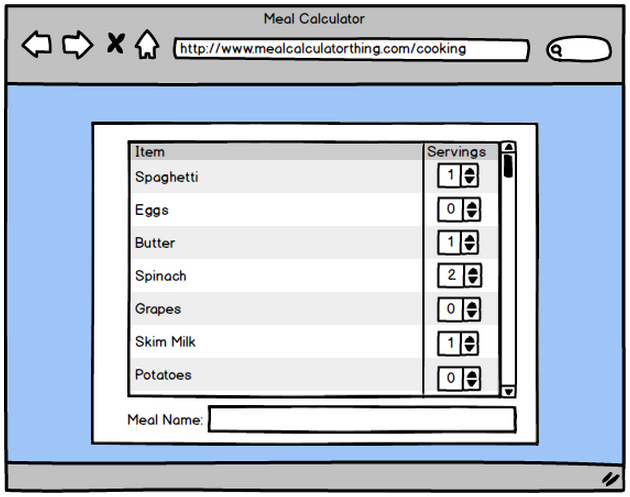 Meal Calculator
http://www.mealcalculatorthing.com/cooking
Item Servings
Spaghetti 1
Eggs 0
Butter 1
Spinach 2
Grapes 0
Skim Milk 1
Potatoes 0
Meal Name: